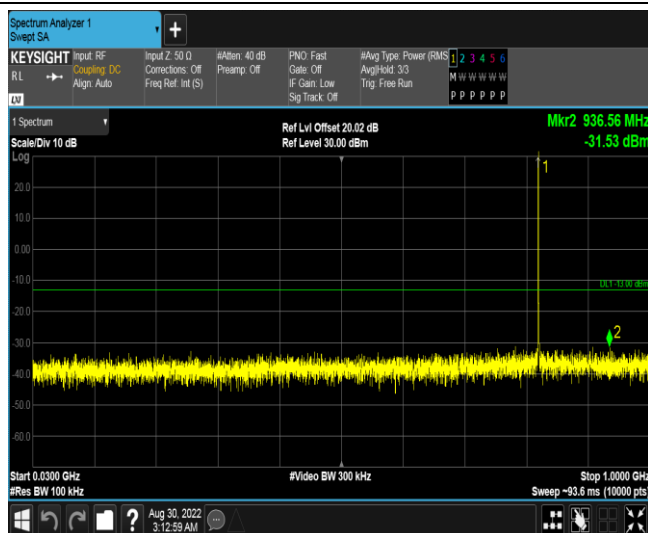 Spectrum Analyzer 1
Swept SA
+
KEYSIGHT
RL
Input: RF
Coupling: DC
Align: Auto
Input Z: 50 Ω
Corrections: Off
Freq Ref: Int (S)
#Atten: 40 dB
Preamp: Off
PNO: Fast
Gate: Off
IF Gain: Low
Sig Track: Off
#Avg Type: Power (RMS
Avg|Hold: 3/3
Trig: Free Run
1 2 3 4 5 6
M W W W W W
P P P P P P
LXI
1 Spectrum
Scale/Div 10 dB
Log
Ref Lvl Offset 20.02 dB
Ref Level 30.00 dBm
Mkr2 936.56 MHz
-31.53 dBm
1
20.0
10.0
0.00
-10.0
DL1 -13.00 dBm
-20.0
-30.0
2
-40.0
-50.0
-60.0
Start 0.0300 GHz
#Video BW 300 kHz
Stop 1.0000 GHz
#Res BW 100 kHz
Sweep ~93.6 ms (10000 pts)
?
Aug 30, 2022
3:12:59 AM